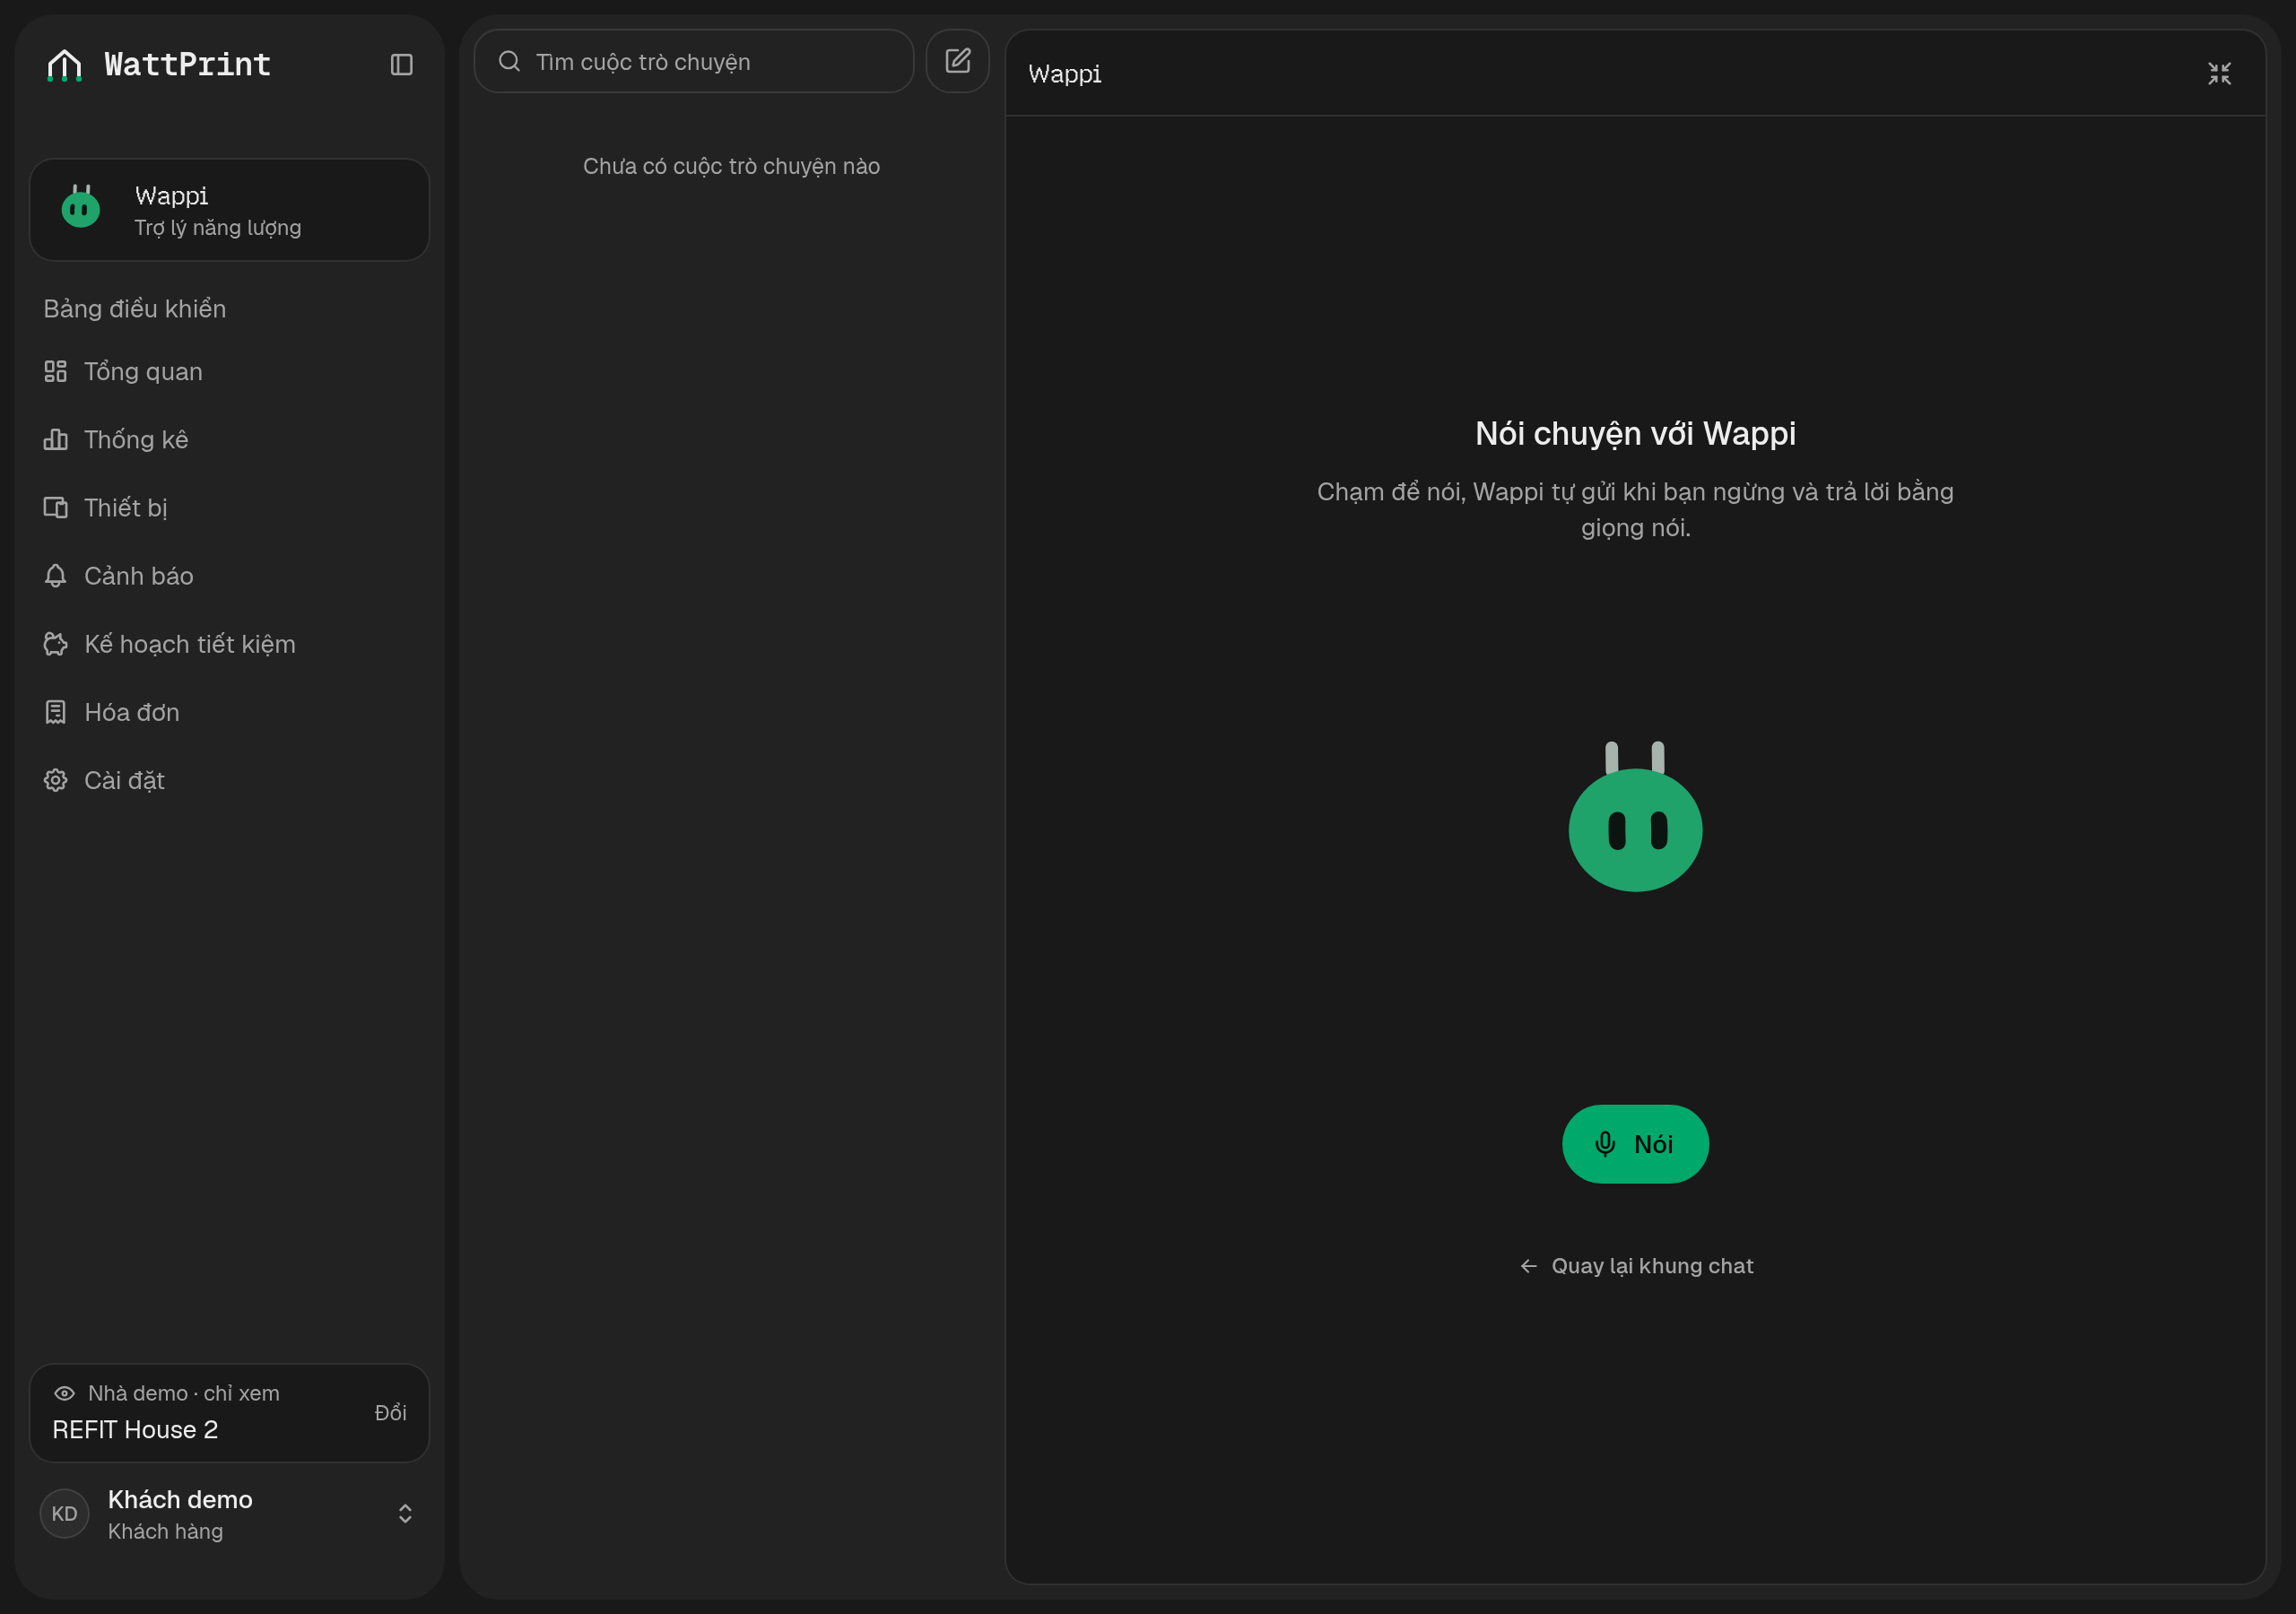 WattPrint
Wappi
Trợ lý năng lượng
Bảng điều khiển
Tổng quan
Thống kê
Thiết bị
Cảnh báo
Kế hoạch tiết kiệm
Hóa đơn
Cài đặt
Nhà demo · chỉ xem
REFIT House 2
Đổi
KD
Khách demo
Khách hàng
Tìm cuộc trò chuyện
Chưa có cuộc trò chuyện nào
Wappi
Nói chuyện với Wappi
Chạm để nói, Wappi tự gửi khi bạn ngừng và trả lời bằng
giọng nói.
Nói
Quay lại khung chat